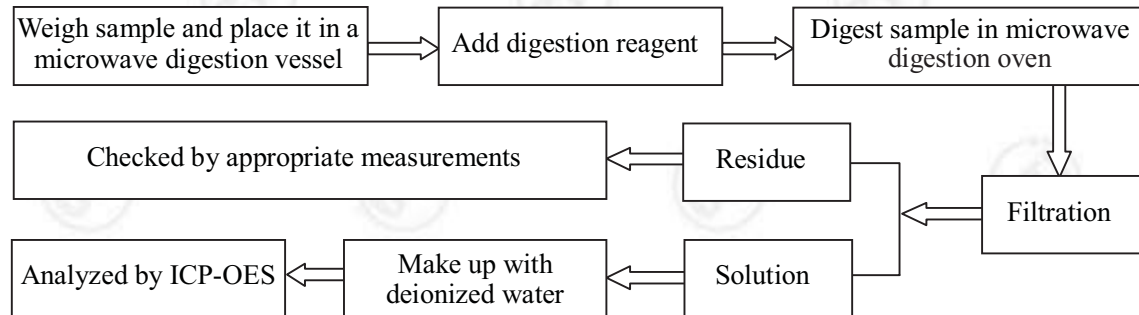 Weigh sample and place it in a
microwave digestion vessel
Add digestion reagent
Digest sample in microwave
digestion oven
Filtration
Residue
Checked by appropriate measurements
Solution
Make up with
deionized water
Analyzed by ICP-OES